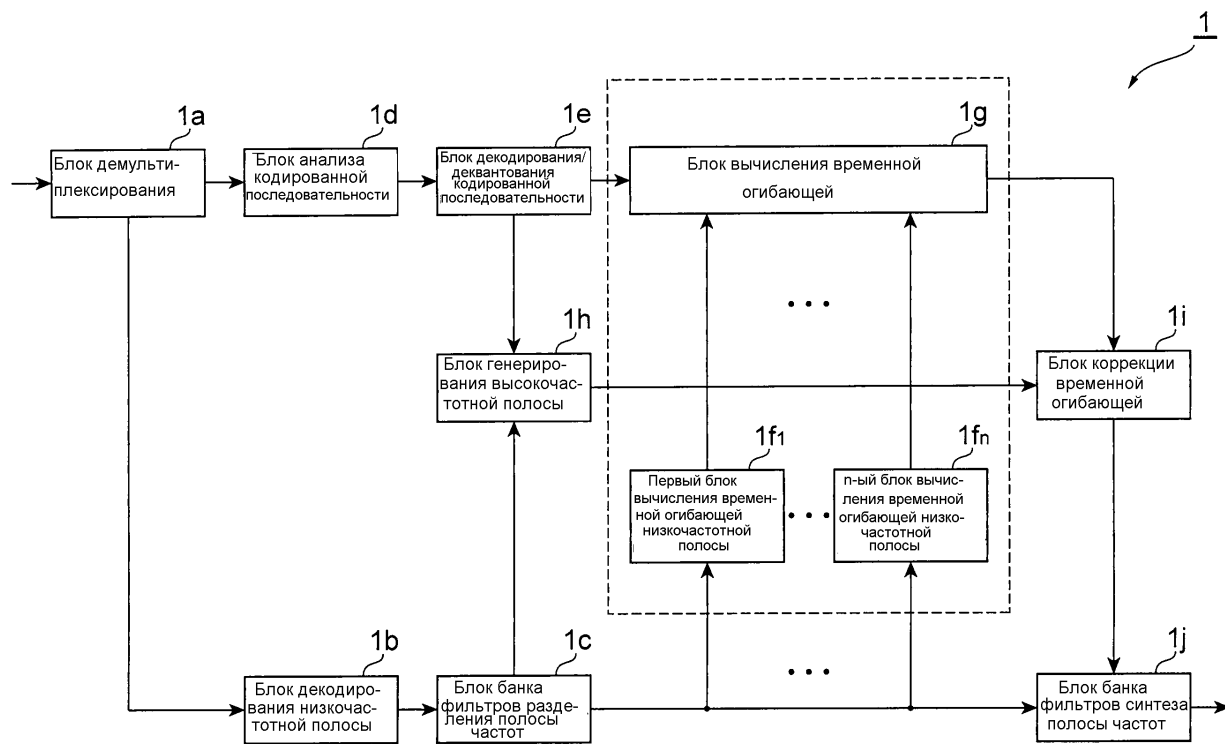 1
1a
Блок демульти-
плексирования
1d
Блок анализа
кодированной
последовательности
1e
Блок декодирования/
деквантования
кодированной
последовательности
1g
Блок вычисления временной
огибающей
1h
Блок генериро-
вания высокочас-
тотной полосы
1i
Блок коррекции
временной
огибающей
1f1
Первый блок
вычисления времен-
ной огибающей
низкочастотной
полосы
1fn
n-ый блок вычис-
ления временной
огибающей низко-
частотной
полосы
1b
Блок декодиро-
вания низкочас-
тотной полосы
1c
Блок банка
фильтров разде-
ления полосы
частот
1j
Блок банка
фильтров синтеза
полосы частот